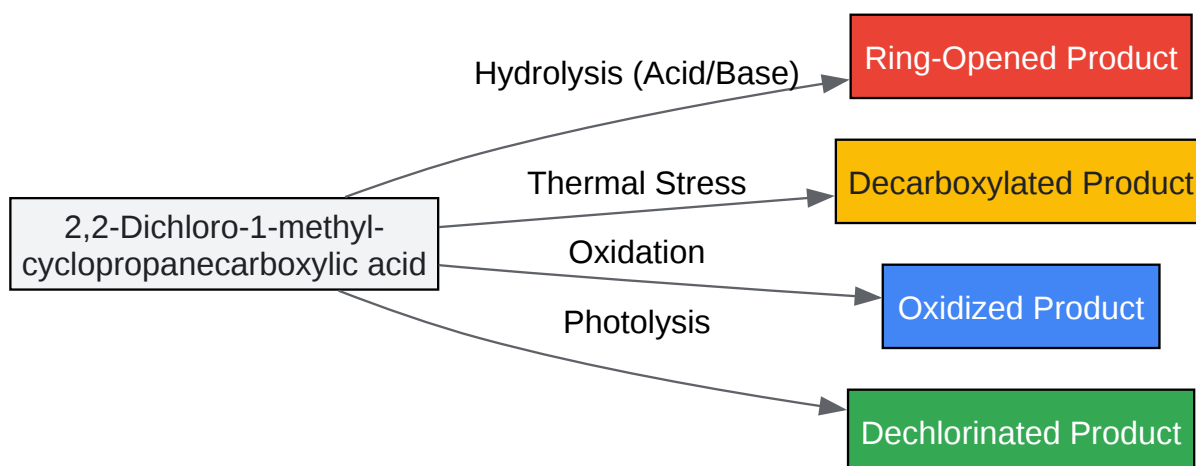 2,2-Dichloro-1-methyl-
cyclopropanecarboxylic acid
Hydrolysis (Acid/Base)
Ring-Opened Product
Thermal Stress
Decarboxylated Product
Oxidation
Oxidized Product
Photolysis
Dechlorinated Product